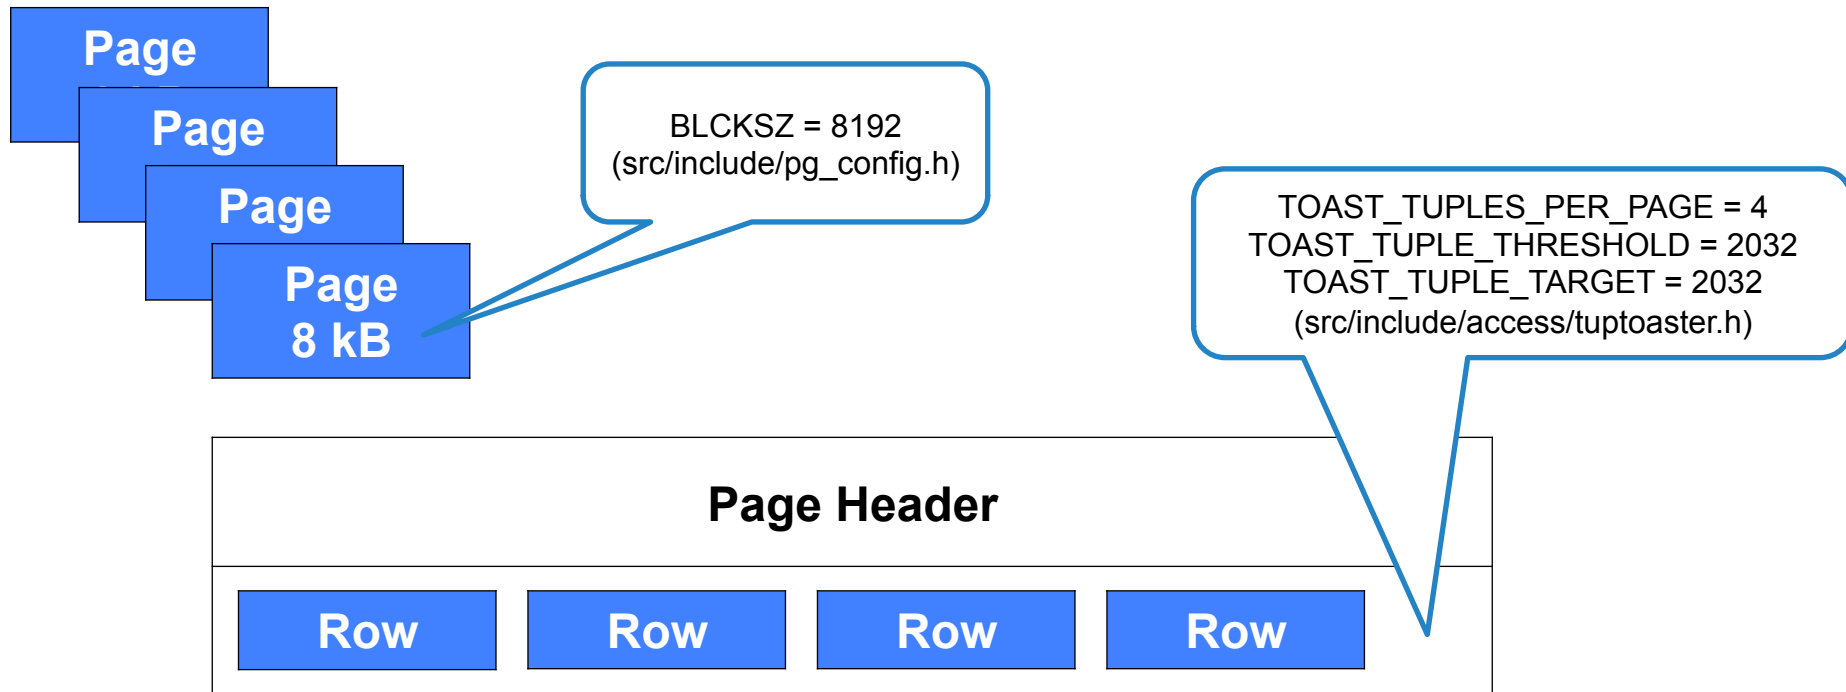 Page
Page
Page
Page
8 kB
BLCKSZ = 8192
(src/include/pg_config.h)
TOAST_TUPLES_PER_PAGE = 4
TOAST_TUPLE_THRESHOLD = 2032
TOAST_TUPLE_TARGET = 2032
(src/include/access/tuptoaster.h)
Page Header
Row Row Row Row